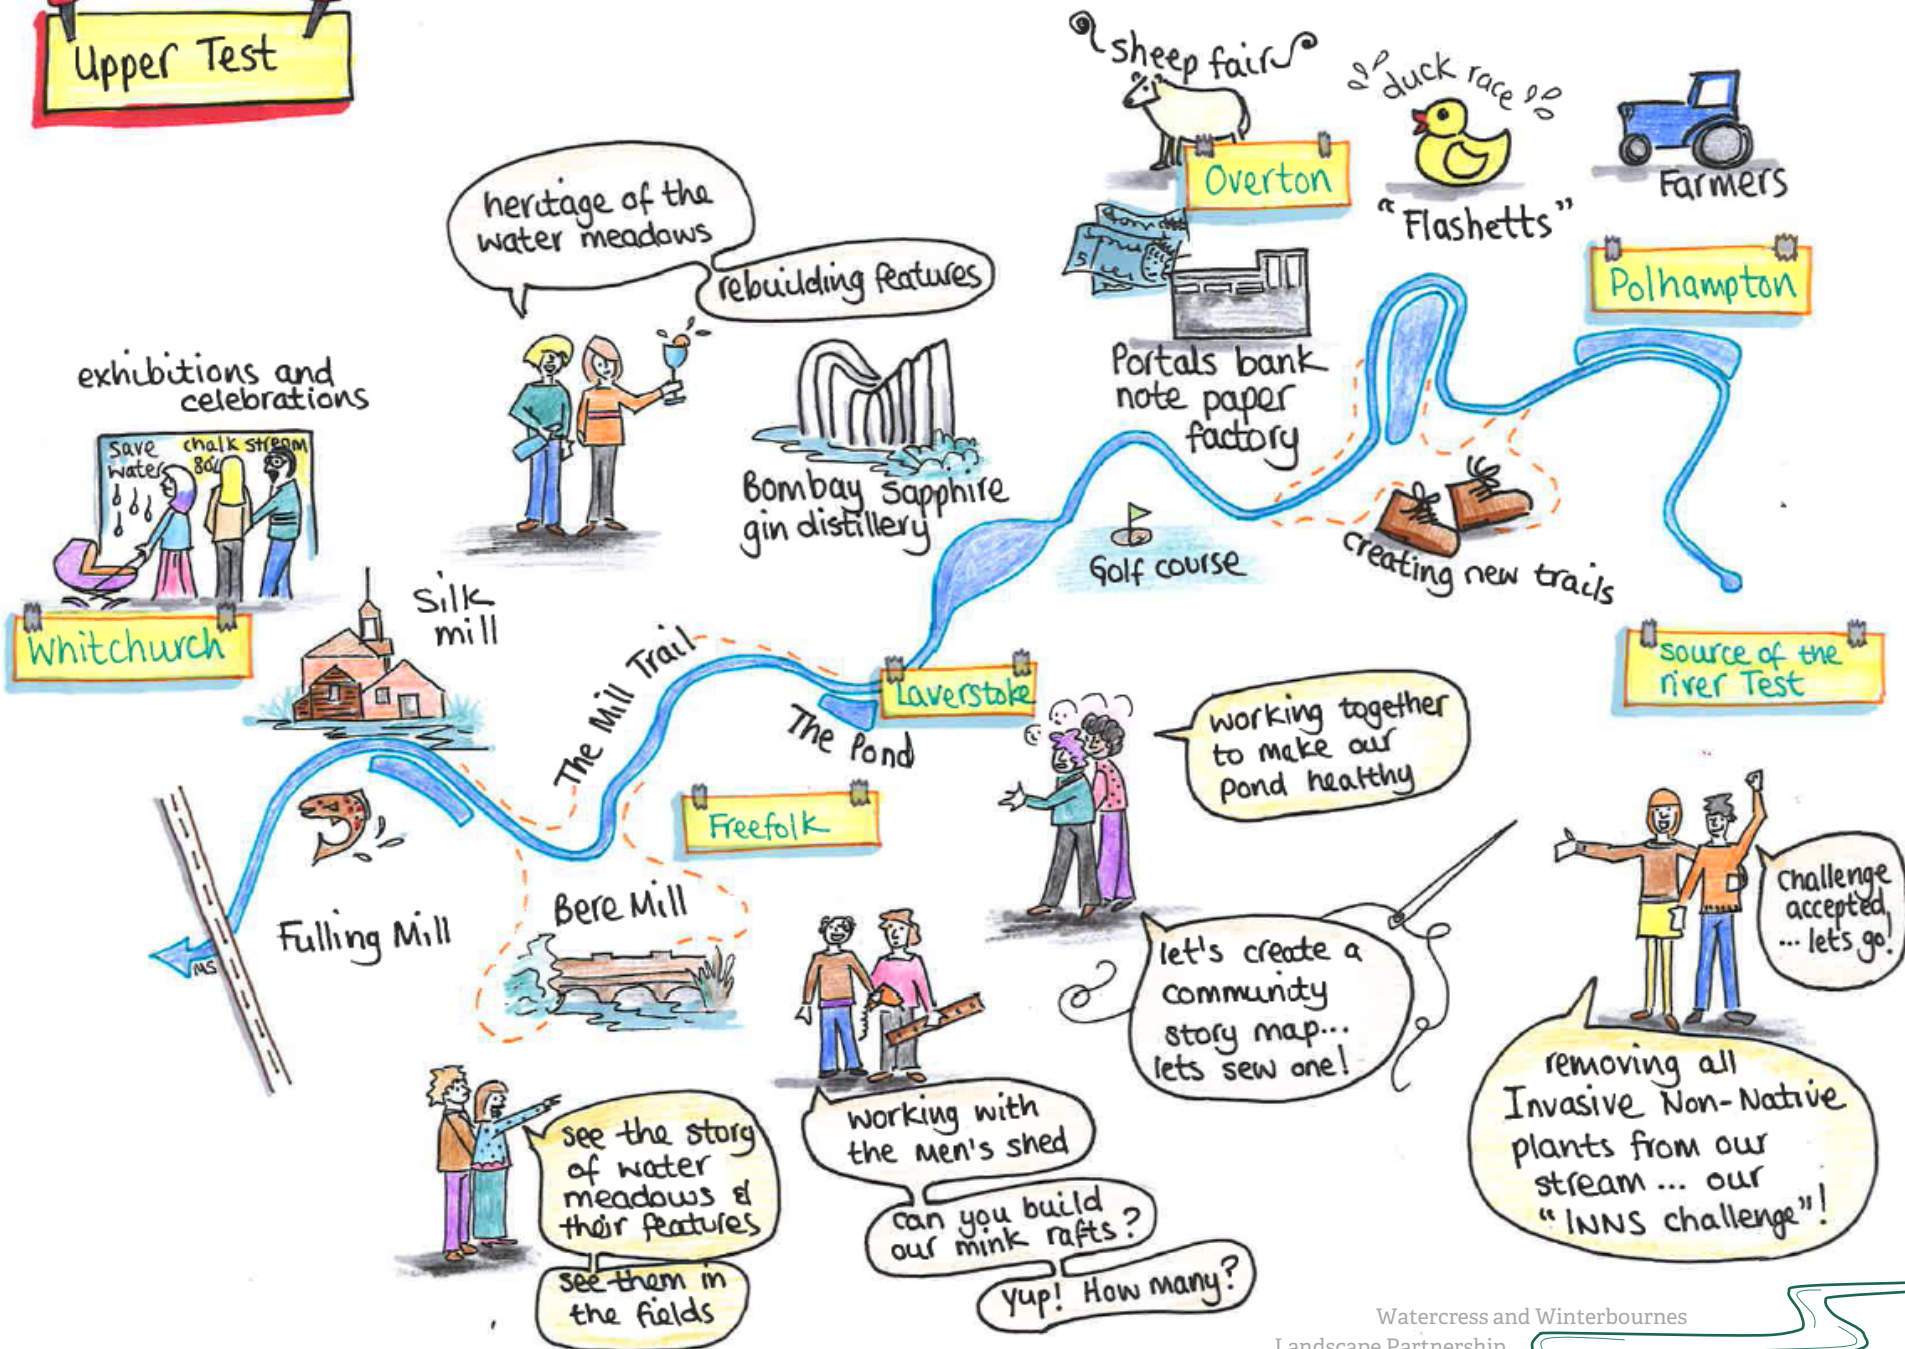 Upper Test
sheep fair
duck race
Overton
"Flashetts"
Farmers
Polhampton
5
Portals bank
note paper
factory
heritage of the
water meadows
rebuilding features
exhibitions and
celebrations
save
water
chalk stream
Bombay Sapphire
gin distillery
Golf course
creating new trails
source of the
river Test
Whitchurch
Silk
mill
The Mill Trail
Laverstoke
The Pond
Freefolk
working together
to make our
pond healthy
Fulling Mill
Bere Mill
MS
let's create a
community
story map...
lets sew one!
challenge
accepted
... lets go!
removing all
Invasive Non-Native
plants from our
stream ... our
"INNS challenge"!
see the story
of water
meadows &
their features
see them in
the fields
working with
the men's shed
can you build
our mink rafts?
yup! How many?
Watercress and Winterbournes
Landscape Partnership